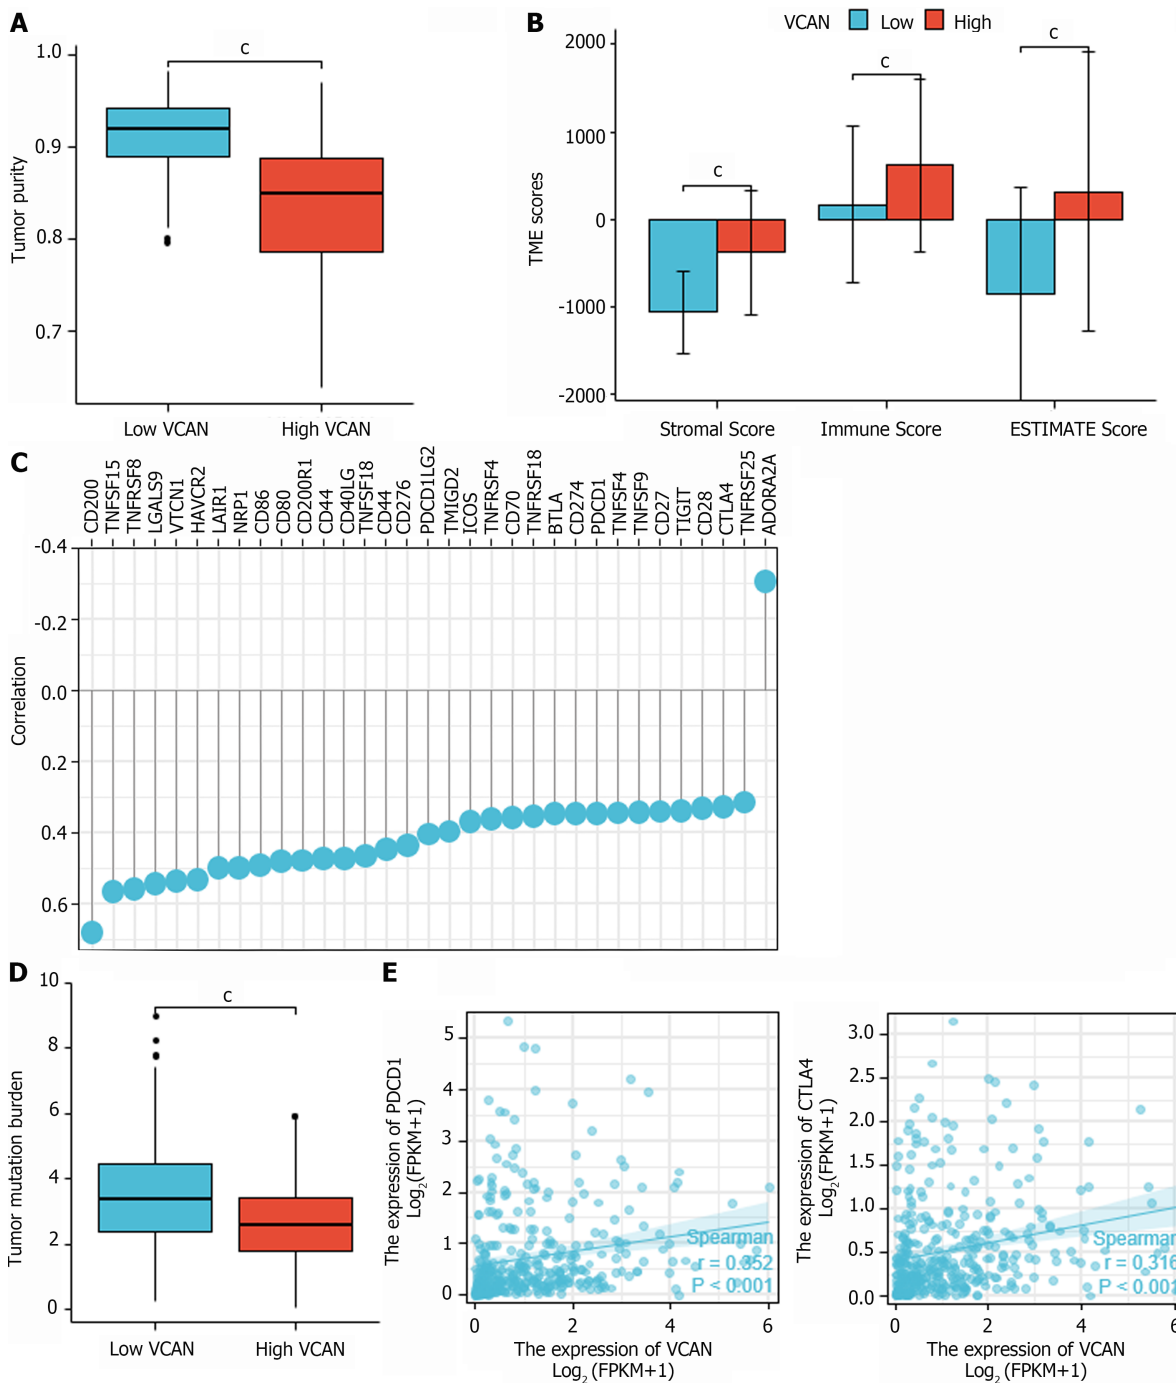 A
1.0
0.9
0.8
0.7
Tumor purity
c
Low VCAN
High VCAN
B
VCAN Low High
2000
1000
0
-1000
-2000
TME scores
c
c
c
Stromal Score
Immune Score
ESTIMATE Score
C
CD200
TNFSF15
TNFRSF8
LGALS9
VTCN1
HAVCR2
LAIR1
NRP1
CD86
CD80
CD200R1
CD44
CD40LG
TNFSF18
CD44
CD276
PDCD1LG2
TMIGD2
ICOS
TNFRSF4
CD70
TNFRSF18
BTLA
CD274
PDCD1
TNFSF4
TNFSF9
CD27
TIGIT
CD28
CTLA4
TNFRSF25
ADORA2A
-0.4
-0.2
0.0
0.2
0.4
0.6
Correlation
D
10
8
6
4
2
0
Tumor mutation burden
c
Low VCAN
High VCAN
E
5
4
3
2
1
0
The expression of PDCD1
Log2(FPKM+1)
Spearman
r = 0.352
P < 0.001
0 2 4 6
The expression of VCAN
Log2 (FPKM+1)
3.0
2.5
2.0
1.5
1.0
0.5
0.0
The expression of CTLA4
Log2(FPKM+1)
Spearman
r = 0.316
P < 0.001
0 2 4 6
The expression of VCAN
Log2 (FPKM+1)